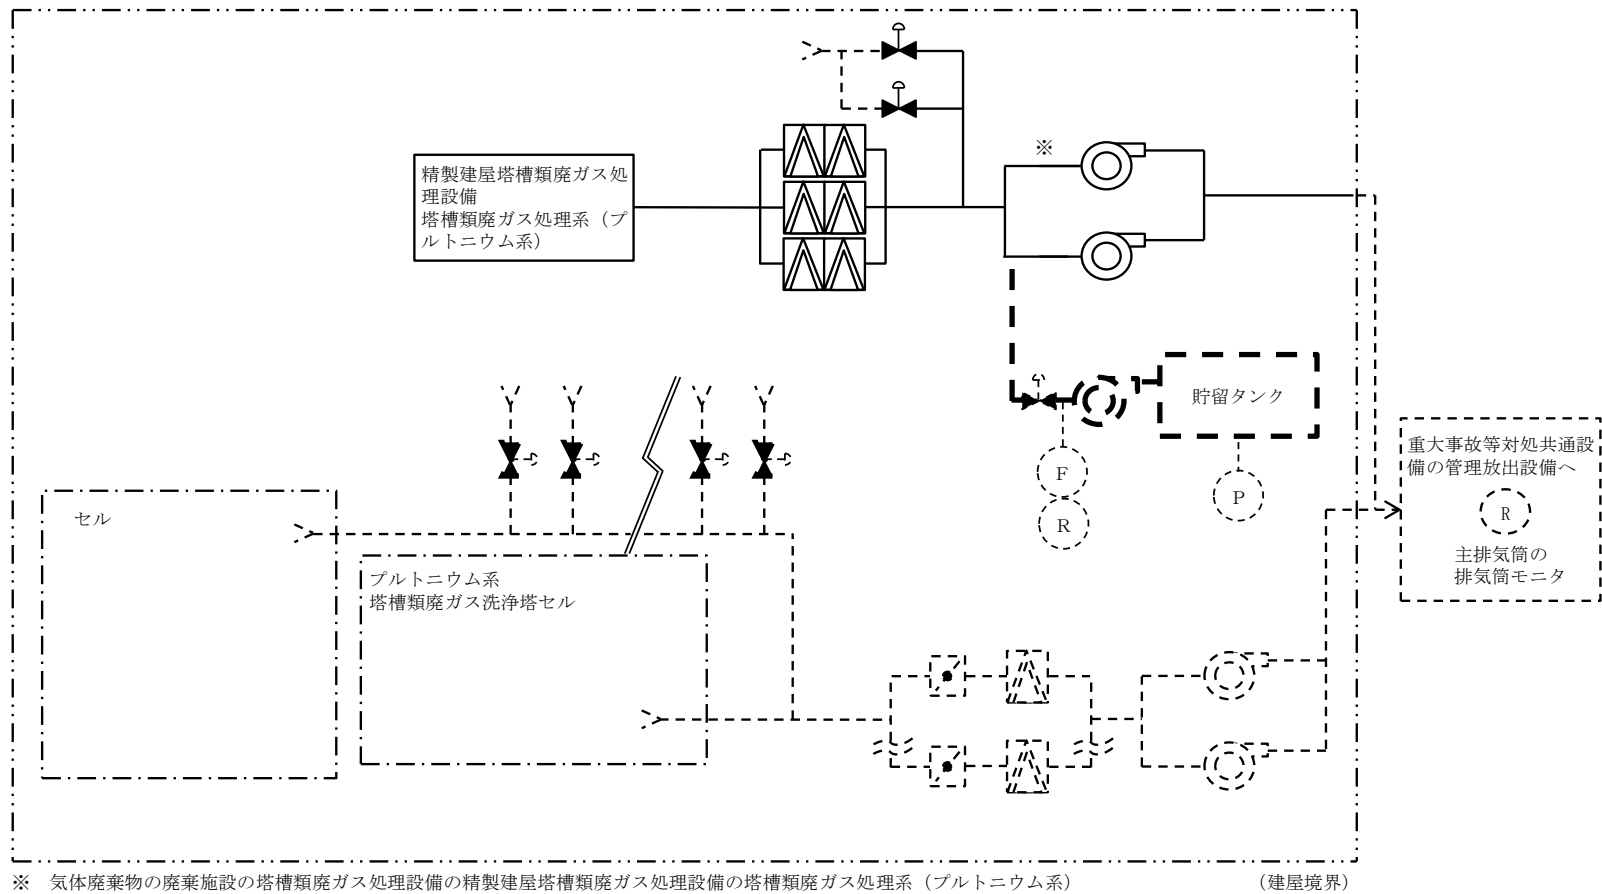 ※
精製建屋塔槽類廃ガス処
理設備
塔槽類廃ガス処理系（プ
ルトニウム系）
貯留タンク
F
R
P
重大事故等対処共通設
備の管理放出設備へ
R
主排気筒の
排気筒モニタ
セル
プルトニウム系
塔槽類廃ガス洗浄塔セル
※　気体廃棄物の廃棄施設の塔槽類廃ガス処理設備の精製建屋塔槽類廃ガス処理設備の塔槽類廃ガス処理系（プルトニウム系）
（建屋境界）